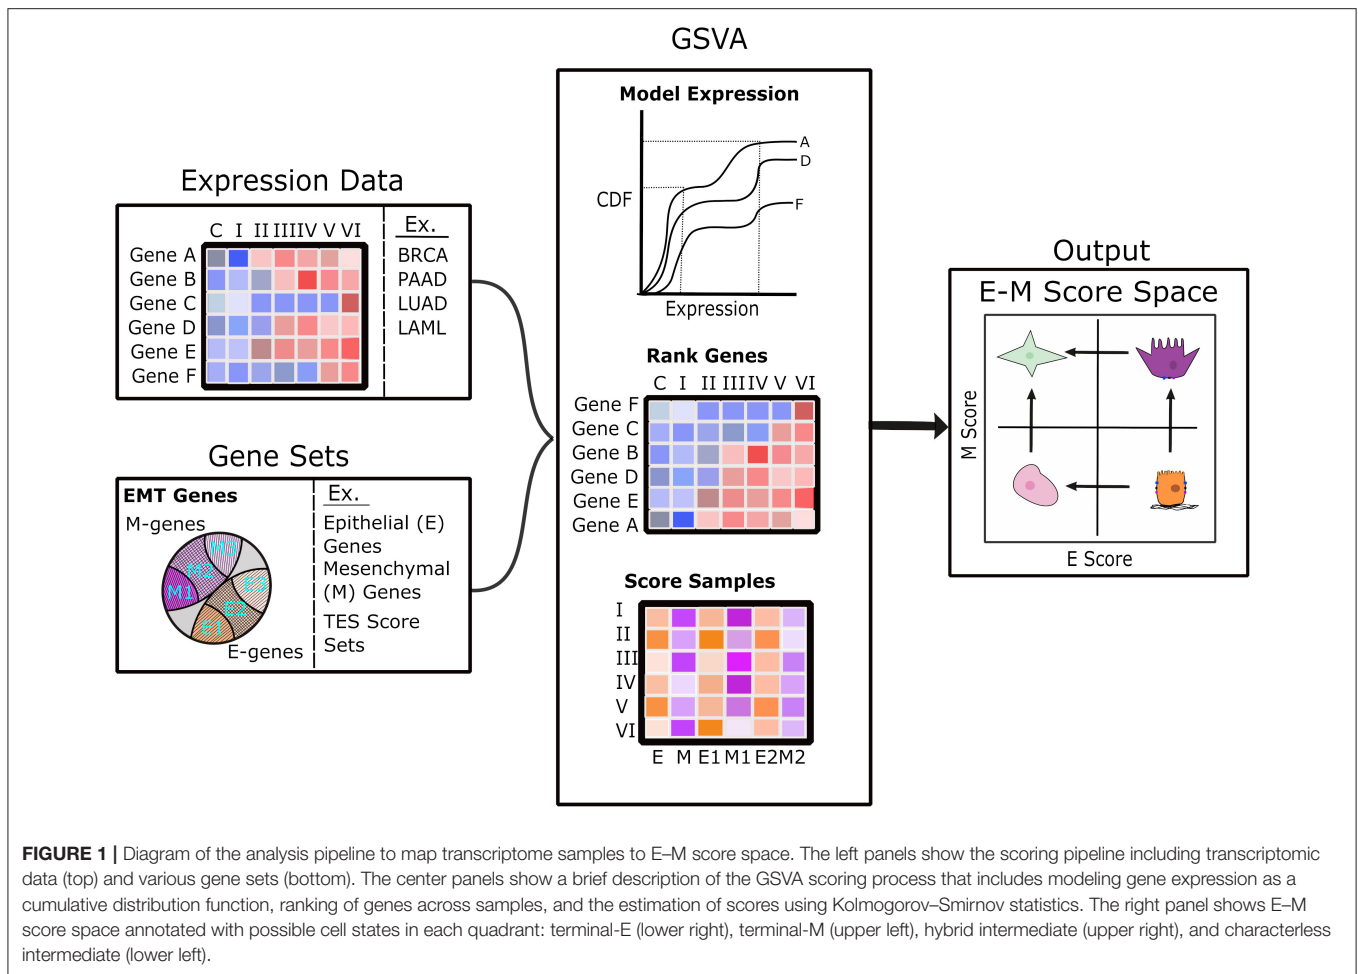 GSVA
Expression Data
C I II III IV V VI
Gene A
Gene B
Gene C
Gene D
Gene E
Gene F
Ex.
BRCA
PAAD
LUAD
LAML
Gene Sets
EMT Genes
M-genes
M3
M2
M1
E3
E2
E1
E-genes
Ex.
Epithelial (E)
Genes
Mesenchymal
(M) Genes
TES Score
Sets
Model Expression
CDF
A
D
F
Expression
Rank Genes
C I II III IV V VI
Gene F
Gene C
Gene B
Gene D
Gene E
Gene A
Score Samples
I
II
III
IV
V
VI
E M E1 M1 E2 M2
Output
E-M Score Space
M Score
E Score
FIGURE 1 | Diagram of the analysis pipeline to map transcriptome samples to E–M score space. The left panels show the scoring pipeline including transcriptomic
data (top) and various gene sets (bottom). The center panels show a brief description of the GSVA scoring process that includes modeling gene expression as a
cumulative distribution function, ranking of genes across samples, and the estimation of scores using Kolmogorov–Smirnov statistics. The right panel shows E–M
score space annotated with possible cell states in each quadrant: terminal-E (lower right), terminal-M (upper left), hybrid intermediate (upper right), and characterless
intermediate (lower left).